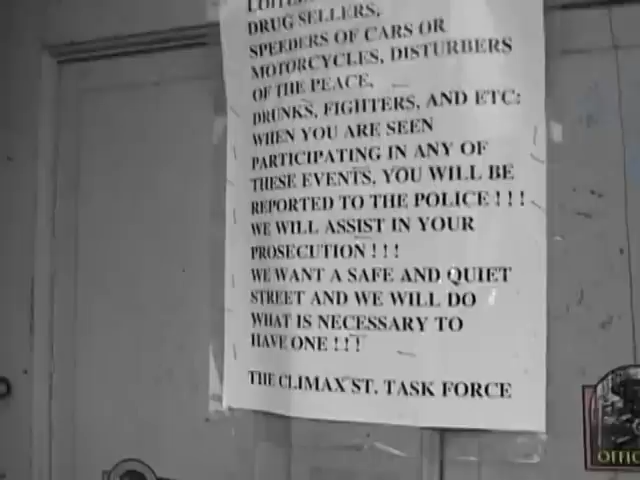 DRUG SELLERS,
SPEEDERS OF CARS OR
MOTORCYCLES, DISTURBERS
OF THE PEACE,
DRUNKS, FIGHTERS, AND ETC:
WHEN YOU ARE SEEN
PARTICIPATING IN ANY OF
THESE EVENTS, YOU WILL BE
REPORTED TO THE POLICE ! ! !
WE WILL ASSIST IN YOUR
PROSECUTION ! ! !
WE WANT A SAFE AND QUIET
STREET AND WE WILL DO
WHAT IS NECESSARY TO
HAVE ONE ! ! !
THE CLIMAX ST. TASK FORCE